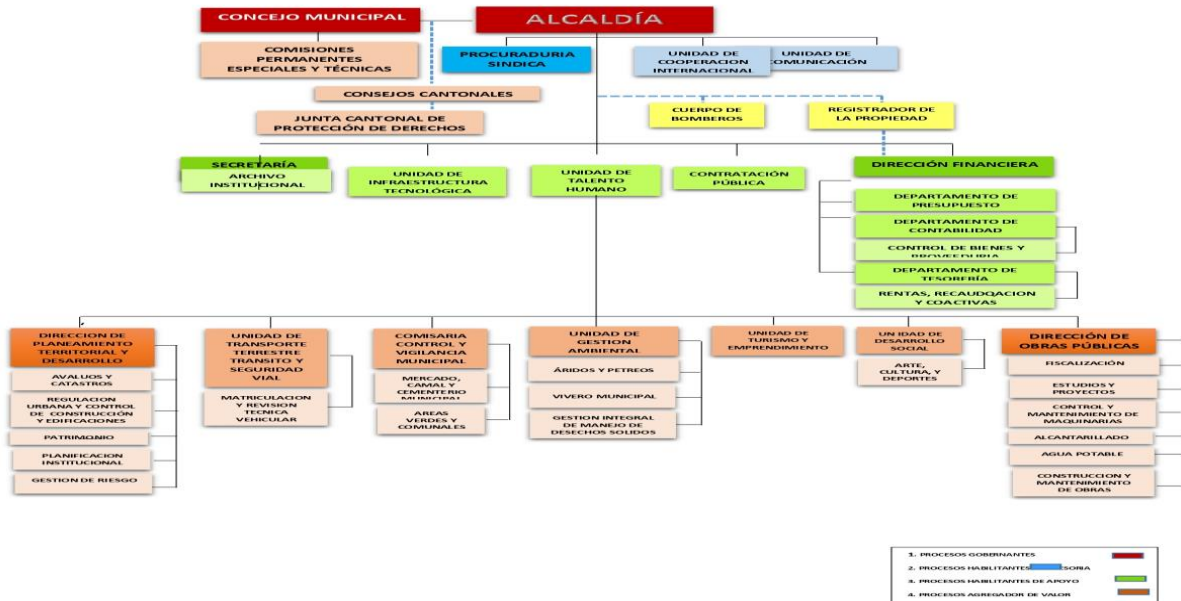 CONCEJO MUNICIPAL
ALCALDÍA
COMISIONES
PERMANENTES
ESPECIALES Y TÉCNICAS
PROCURADURIA
SINDICA
UNIDAD DE
COOPERACION
INTERNACIONAL
UNIDAD DE
COMUNICACIÓN
CONSEJOS CANTONALES
JUNTA CANTONAL DE
PROTECCIÓN DE DERECHOS
CUERPO DE
BOMBEROS
REGISTRADOR DE
LA PROPIEDAD
SECRETARÍA
ARCHIVO
INSTITUCIONAL
UNIDAD DE
INFRAESTRUCTURA
TECNOLÓGICA
UNIDAD DE
TALENTO
HUMANO
CONTRATACIÓN
PÚBLICA
DIRECCIÓN FINANCIERA
DEPARTAMENTO DE
PRESUPUESTO
DEPARTAMENTO DE
CONTABILIDAD
CONTROL DE BIENES Y
PROVEEDURIA
DEPARTAMENTO DE
TESORERÍA
RENTAS, RECAUDQACION
Y COACTIVAS
DIRECCION DE
PLANEAMIENTO
TERRITORIAL Y
DESARROLLO
AVALUOS Y
CATASTROS
REGULACION
URBANA Y CONTROL
DE CONSTRUCCIÓN
Y EDIFICACIONES
PATRIMONIO
PLANIFICACION
INSTITUCIONAL
GESTION DE RIESGO
UNIDAD DE
TRANSPORTE
TERRESTRE
TRANSITO Y
SEGURIDAD
VIAL
MATRICULACION
Y REVISION
TECNICA
VEHICULAR
COMISARIA
CONTROL Y
VIGILANCIA
MUNICIPAL
MERCADO,
CAMAL Y
CEMENTERIO
MUNICIPAL
AREAS
VERDES Y
COMUNALES
UNIDAD DE
GESTION
AMBIENTAL
ÁRIDOS Y PETREOS
VIVERO MUNICIPAL
GESTION INTEGRAL
DE MANEJO DE
DESECHOS SOLIDOS
UNIDAD DE
TURISMO Y
EMPRENDIMIENTO
UN IDAD DE
DESARROLLO
SOCIAL
ARTE,
CULTURA, Y
DEPORTES
DIRECCIÓN DE
OBRAS PÚBLICAS
FISCALIZACIÓN
ESTUDIOS Y
PROYECTOS
CONTROL Y
MANTENIMIENTO DE
MAQUINARIAS
ALCANTARILLADO
AGUA POTABLE
CONSTRUCCION Y
MANTENIMIENTO
DE OBRAS
1. PROCESOS GOBERNANTES
2. PROCESOS HABILITANTES
3. PROCESOS HABILITANTES DE APOYO
4. PROCESOS AGREGADOR DE VALOR